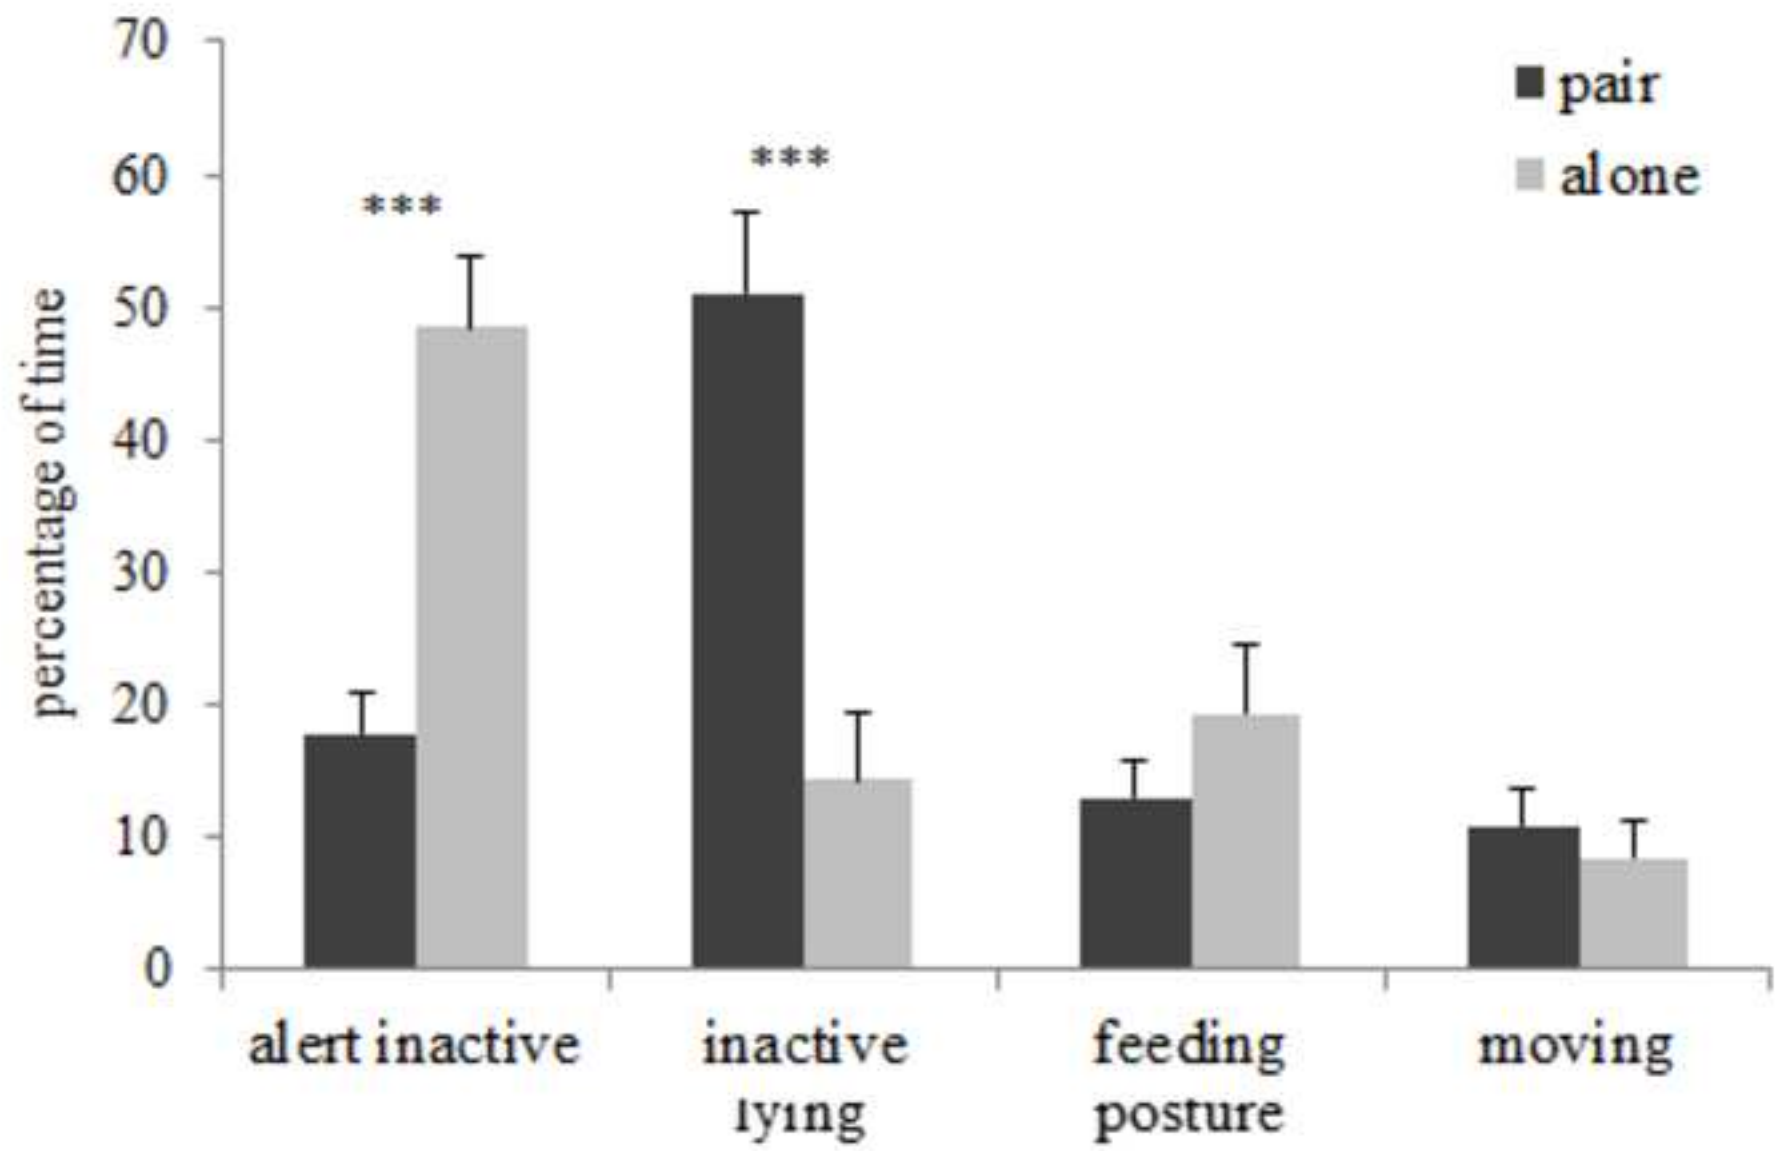 70
60
50
40
30
20
10
0
percentage of time
***
***
pair
alone
alert inactive
inactive
lying
feeding
posture
moving